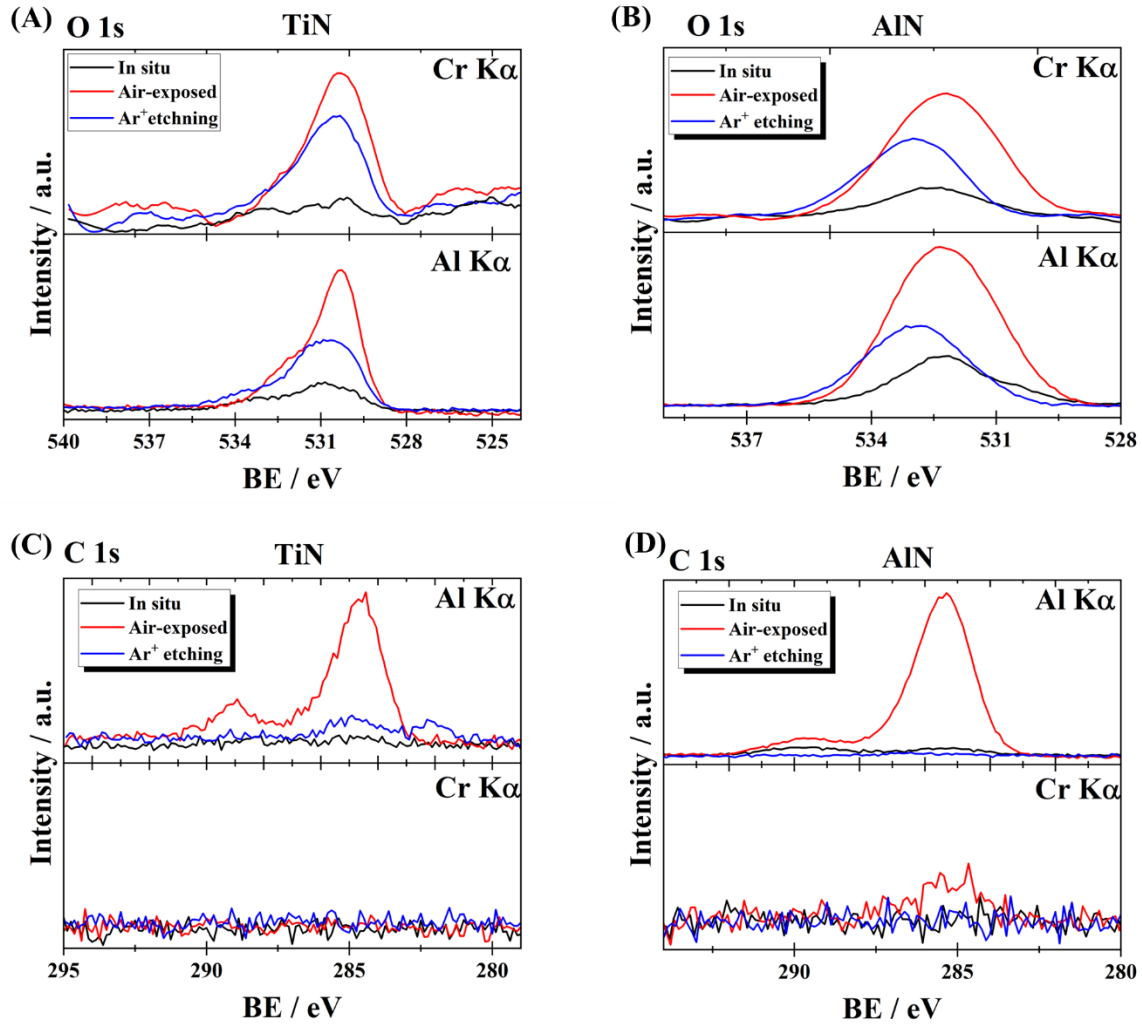 (A)
O 1s TiN
In situ
Air-exposed
Ar⁺ etchning
Cr Kα
Al Kα
Intensity / a.u.
540 537 534 531 528 525
BE / eV
(B)
O 1s AlN
In situ
Air-exposed
Ar⁺ etching
Cr Kα
Al Kα
Intensity / a.u.
537 534 531 528
BE / eV
(C)
C 1s TiN
In situ
Air-exposed
Ar⁺ etching
Al Kα
Cr Kα
Intensity / a.u.
295 290 285 280
BE / eV
(D)
C 1s AlN
In situ
Air-exposed
Ar⁺ etching
Al Kα
Cr Kα
Intensity / a.u.
290 285 280
BE / eV